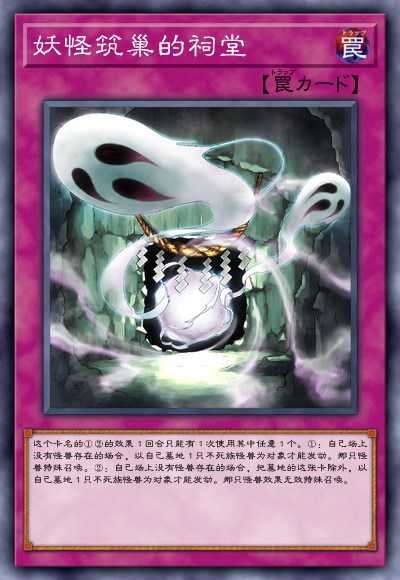 妖怪筑巢的祠堂
トラップ
罠
トラップ
【罠カード】
这个卡名的①②的效果1回合只能有1次使用其中任意1个。①：自己场上
没有怪兽存在的场合，以自己墓地1只不死族怪兽为对象才能发动。那只怪
兽特殊召唤。②：自己场上没有怪兽存在的场合，把墓地的这张卡除外，以
自己墓地1只不死族怪兽为对象才能发动。那只怪兽效果无效特殊召唤。